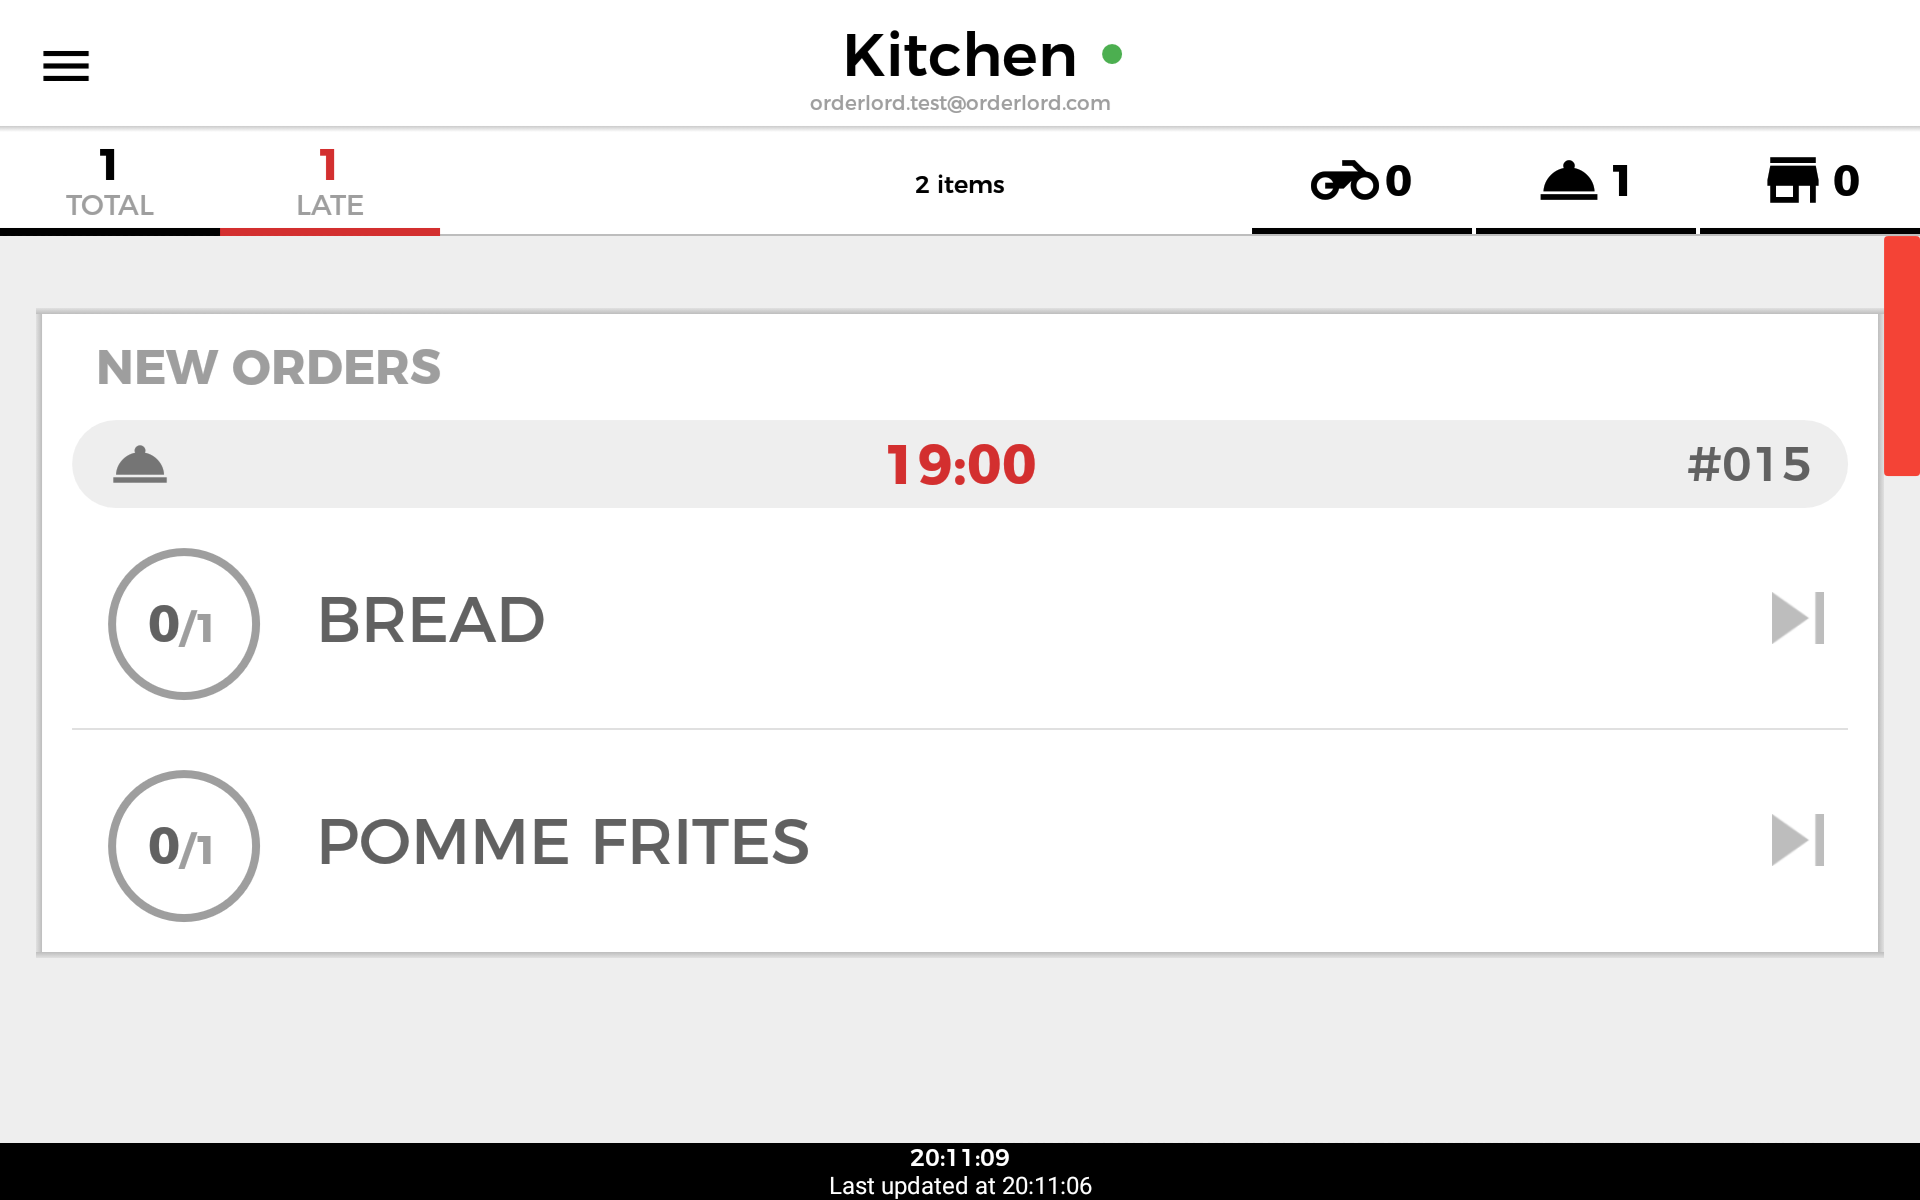 Kitchen
orderlord.test@orderlord.com
1
TOTAL
1
LATE
2 items
0
1
0
NEW ORDERS
19:00
#015
0/1
BREAD
0/1
POMME FRITES
20:11:09
Last updated at 20:11:06